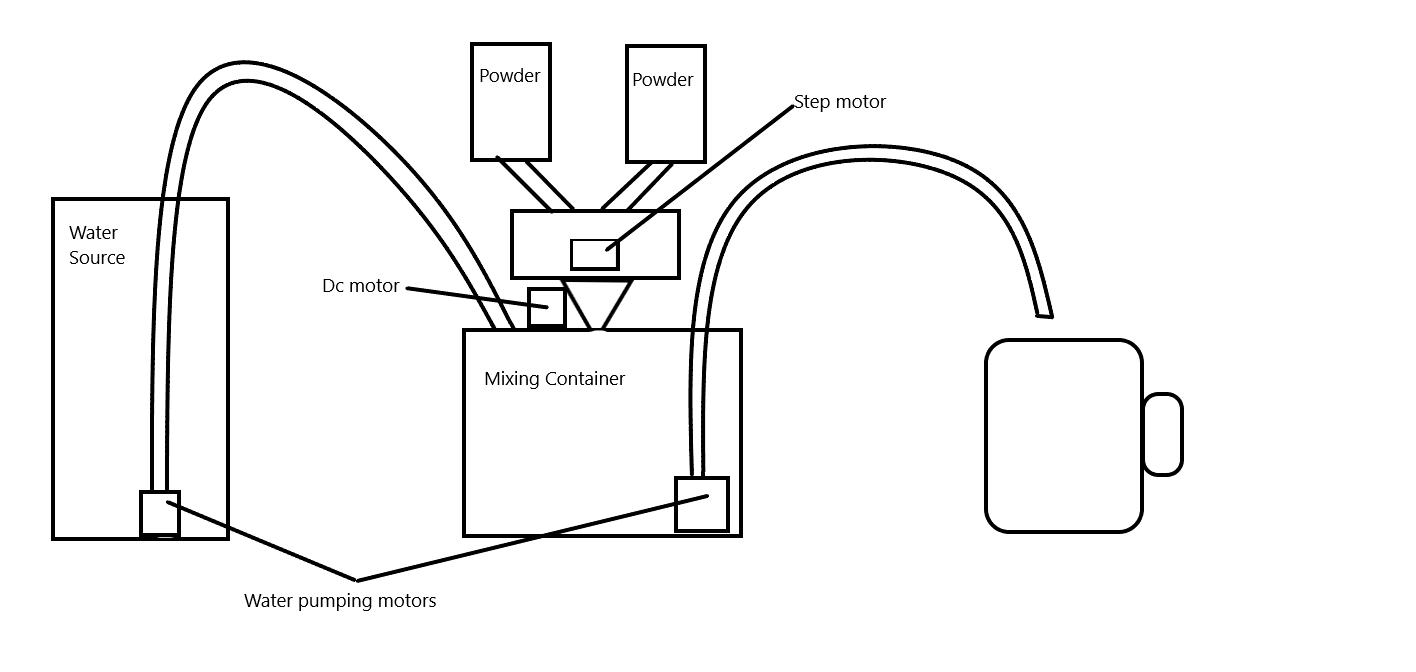 Powder
Powder
Step motor
Water
Source
Dc motor
Mixing Container
Water pumping motors